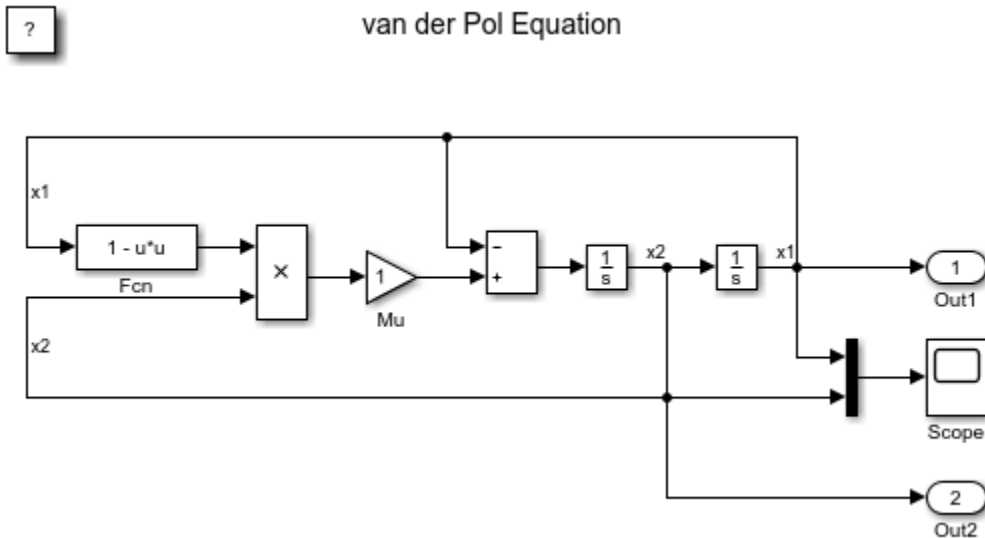 ?
van der Pol Equation
x1
1 - u*u
Fcn
×
x2
1
Mu
−
+
1
s
x2
1
s
x1
1
Out1
Scope
2
Out2